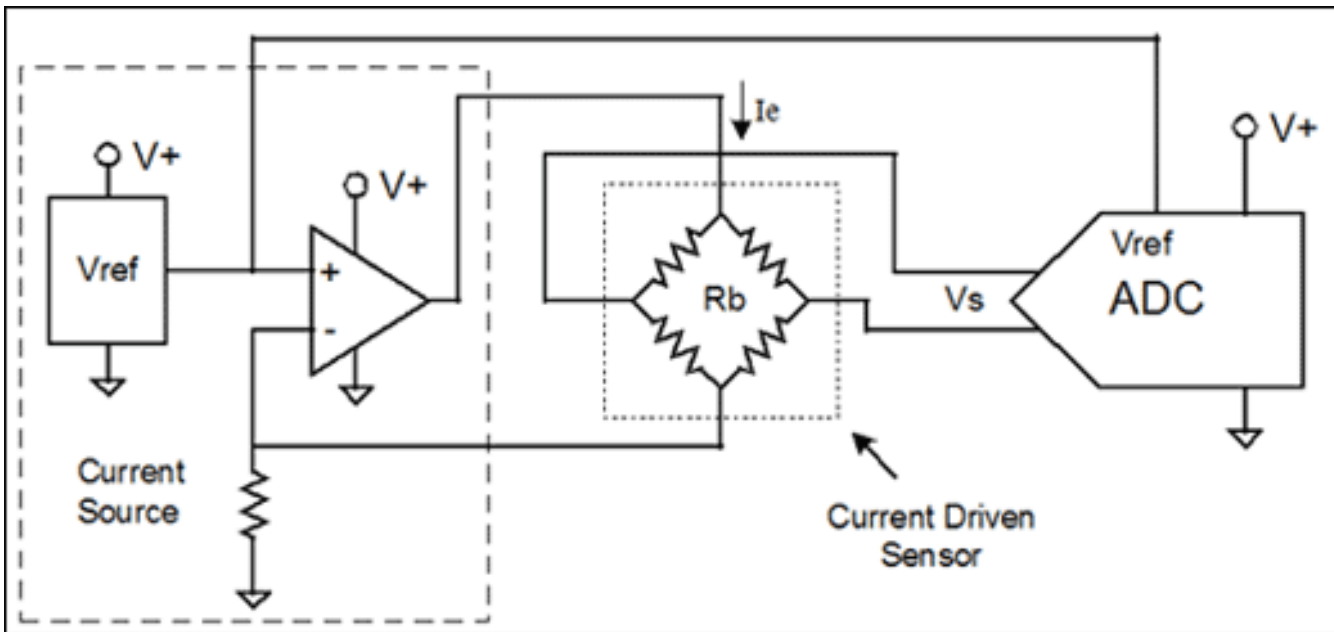 Ie
V+
V+
V+
Vref
+
-
Rb
Vs
Vref
ADC
Current
Source
Current Driven
Sensor